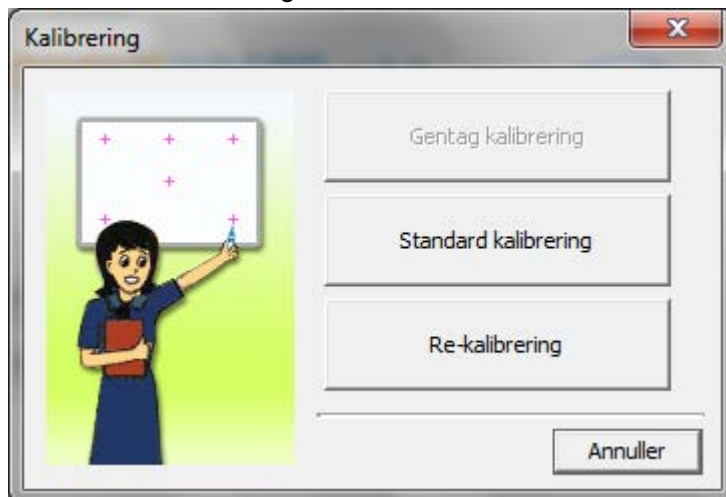 Kalibrering
Gentag kalibrering
Standard kalibrering
Re-kalibrering
Annuller